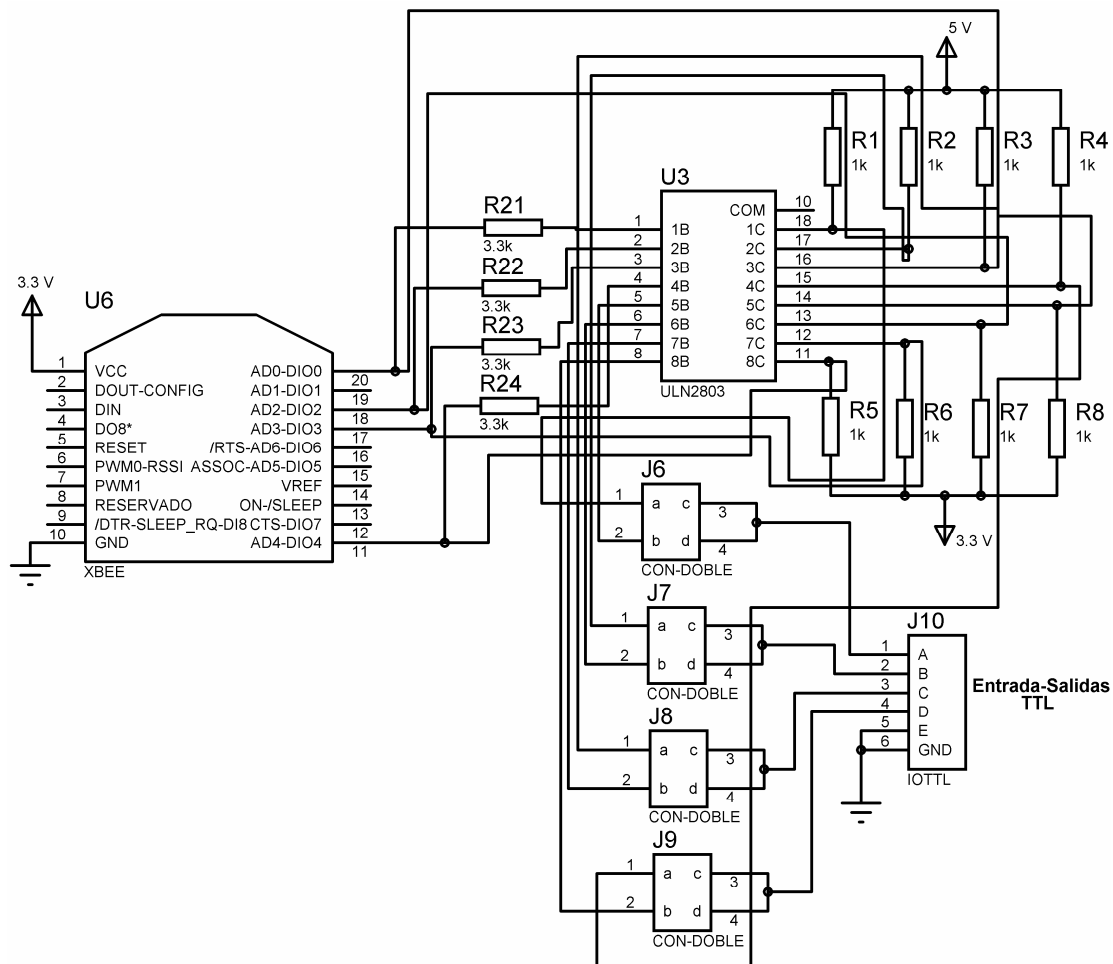 5 V
R1
1k
R2
1k
R3
1k
R4
1k
U3
COM 10
1 1B 1C 18
2 2B 2C 17
3 3B 3C 16
4 4B 4C 15
5 5B 5C 14
6 6B 6C 13
7 7B 7C 12
8 8B 8C 11
ULN2803
R21
3.3k
R22
3.3k
R23
3.3k
R24
3.3k
3.3 V
U6
1 VCC AD0-DIO0 20
2 DOUT-CONFIG AD1-DIO1 19
3 DIN AD2-DIO2 18
4 DO8* AD3-DIO3 17
5 RESET /RTS-AD6-DIO6 16
6 PWM0-RSSI ASSOC-AD5-DIO5 15
7 PWM1 VREF 14
8 RESERVADO ON-/SLEEP 13
9 /DTR-SLEEP_RQ-DI8 CTS-DIO7 12
10 GND AD4-DIO4 11
XBEE
R5
1k
R6
1k
R7
1k
R8
1k
3.3 V
J6
1 a c 3
2 b d 4
CON-DOBLE
J7
1 a c 3
2 b d 4
CON-DOBLE
J8
1 a c 3
2 b d 4
CON-DOBLE
J9
1 a c 3
2 b d 4
CON-DOBLE
J10
1 A
2 B
3 C
4 D
5 E
6 GND
IOTTL
Entrada-Salidas
TTL